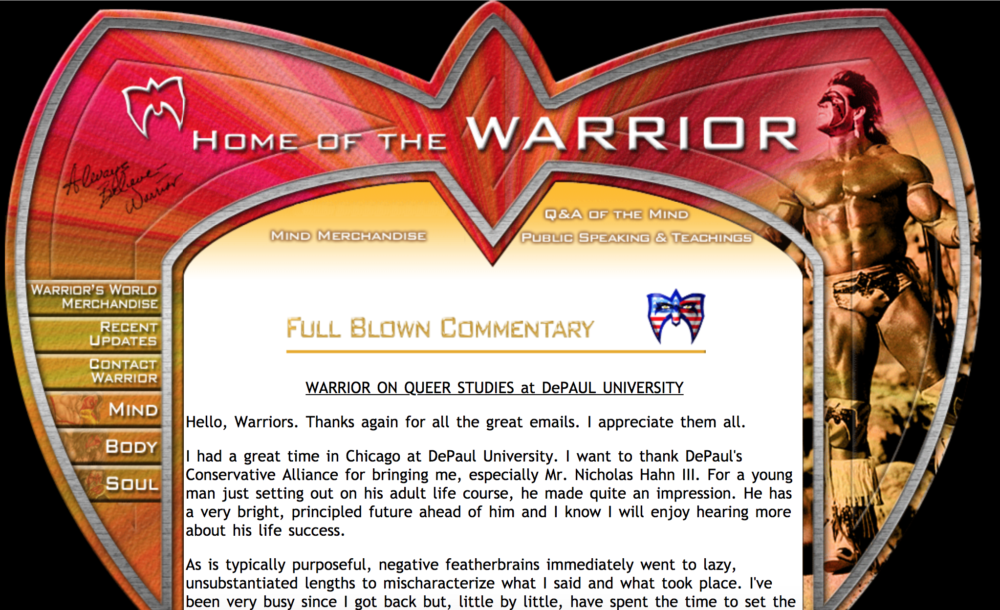 HOME OF THE WARRIOR
Always
Believe-
Warrior
Q&A OF THE MIND
MIND MERCHANDISE
PUBLIC SPEAKING & TEACHINGS
WARRIOR'S WORLD
MERCHANDISE
RECENT
UPDATES
CONTACT
WARRIOR
MIND
BODY
SOUL
FULL BLOWN COMMENTARY
WARRIOR ON QUEER STUDIES at DePAUL UNIVERSITY
Hello, Warriors. Thanks again for all the great emails. I appreciate them all.
I had a great time in Chicago at DePaul University. I want to thank DePaul's
Conservative Alliance for bringing me, especially Mr. Nicholas Hahn III. For a young
man just setting out on his adult life course, he made quite an impression. He has
a very bright, principled future ahead of him and I know I will enjoy hearing more
about his life success.
As is typically purposeful, negative featherbrains immediately went to lazy,
unsubstantiated lengths to mischaracterize what I said and what took place. I've
been very busy since I got back but, little by little, have spent the time to set the